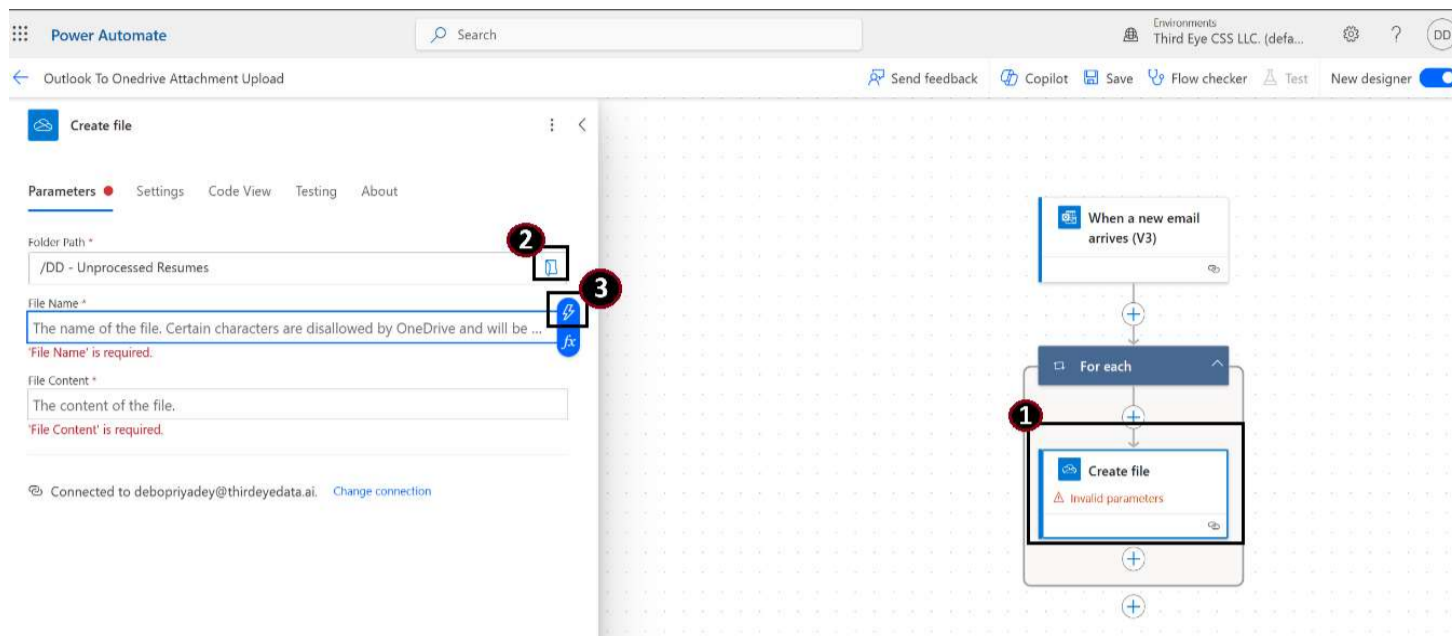 Power Automate
Search
Environments
Third Eye CSS LLC. (defa...
?
DD
Outlook To Onedrive Attachment Upload
Send feedback
Copilot
Save
Flow checker
Test
New designer
Create file
Parameters
Settings
Code View
Testing
About
Folder Path *
/DD - Unprocessed Resumes
2
File Name *
3
The name of the file. Certain characters are disallowed by OneDrive and will be ...
fx
'File Name' is required.
File Content *
The content of the file.
'File Content' is required.
Connected to debopriyadey@thirdeyedata.ai. Change connection
When a new email
arrives (V3)
For each
1
Create file
Invalid parameters